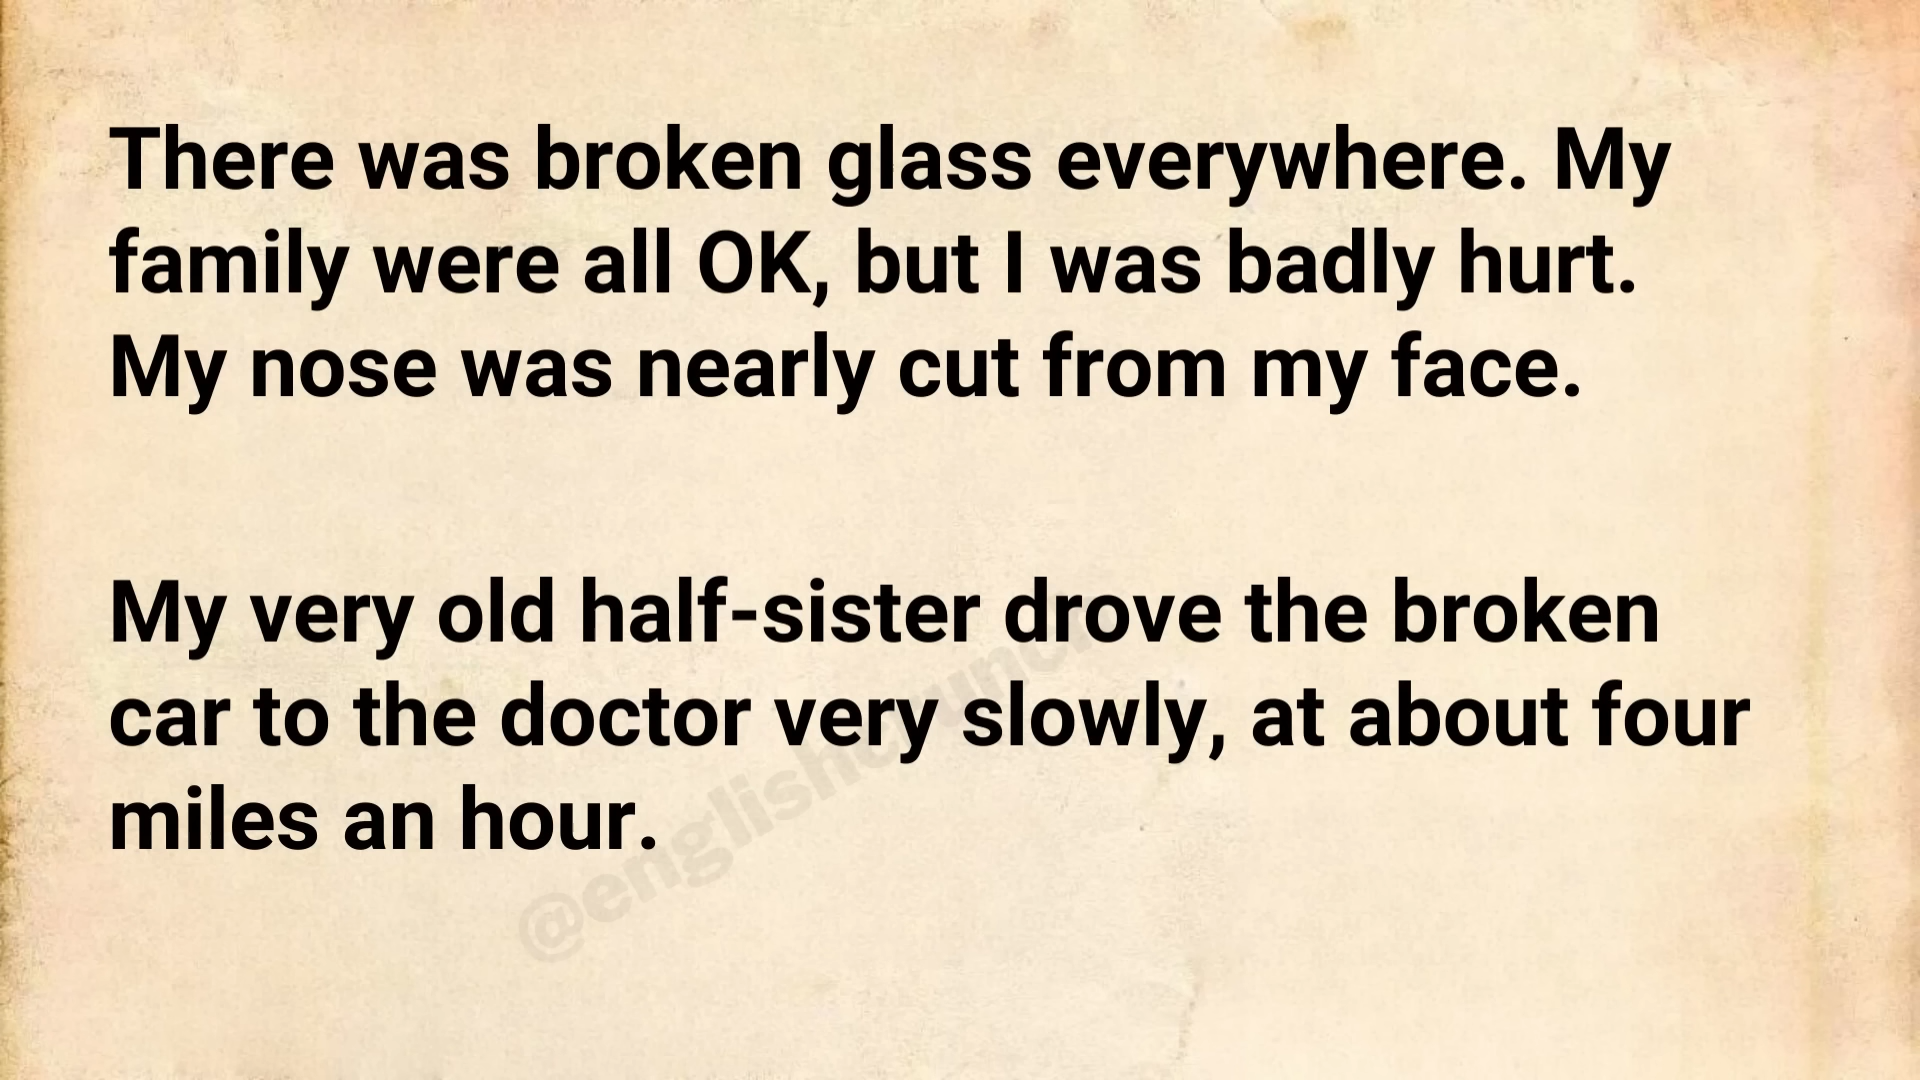 There was broken glass everywhere. My
family were all OK, but I was badly hurt.
My nose was nearly cut from my face.
My very old half-sister drove the broken
car to the doctor very slowly, at about four
miles an hour.